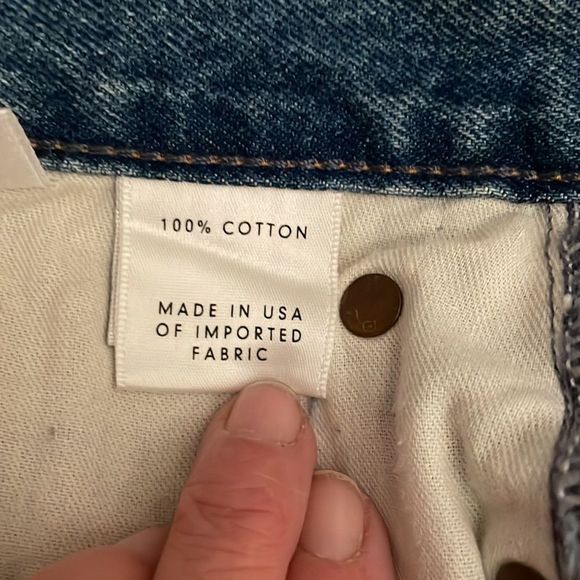 100% COTTON
MADE IN USA
OF IMPORTED
FABRIC